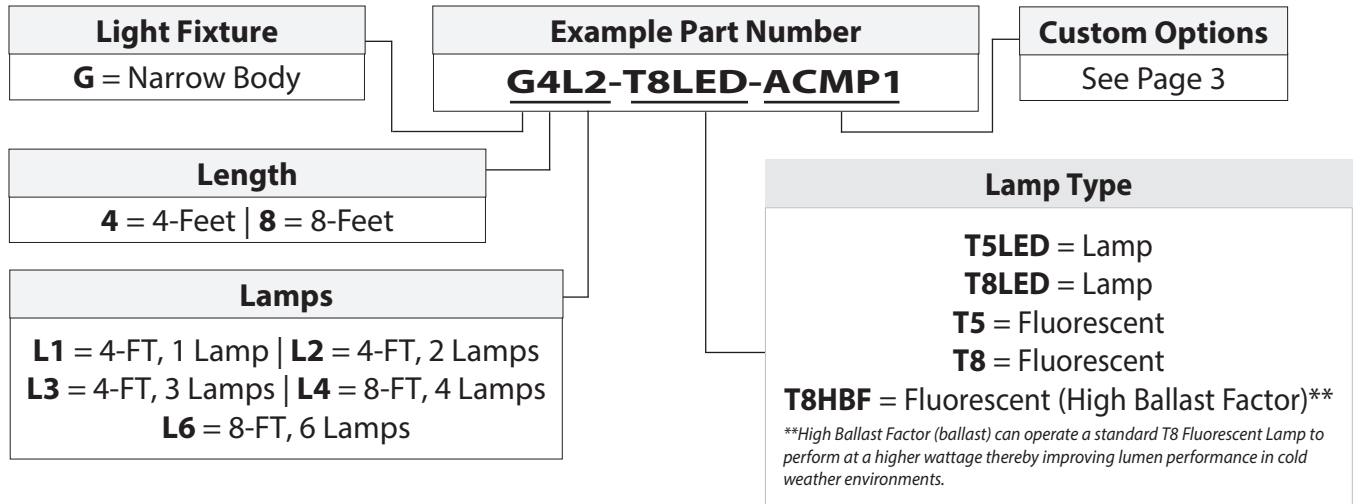 Light Fixture
G = Narrow Body
Example Part Number
G4L2-T8LED-ACMP1
Custom Options
See Page 3
Length
4 = 4-Feet | 8 = 8-Feet
Lamps
L1 = 4-FT, 1 Lamp | L2 = 4-FT, 2 Lamps
L3 = 4-FT, 3 Lamps | L4 = 8-FT, 4 Lamps
L6 = 8-FT, 6 Lamps
Lamp Type
T5LED = Lamp
T8LED = Lamp
T5 = Fluorescent
T8 = Fluorescent
T8HBF = Fluorescent (High Ballast Factor)**
**High Ballast Factor (ballast) can operate a standard T8 Fluorescent Lamp to
perform at a higher wattage thereby improving lumen performance in cold
weather environments.